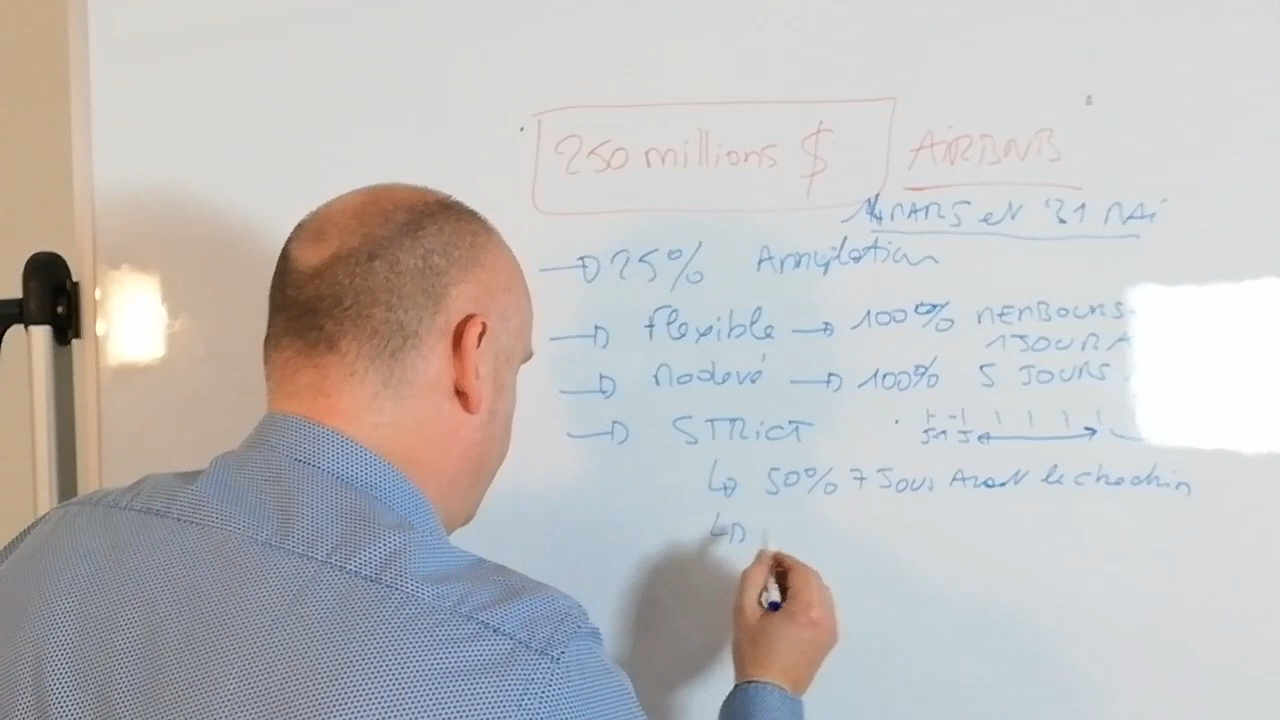 250 millions $ AiRBNB
14 MARS eN 31 MAi
25% Annulation
flexible 100% REMBOURS
1 JOUR A
Modéré 100% 5 JOURS
STRicT
50% 7 Jours Avant le checkin